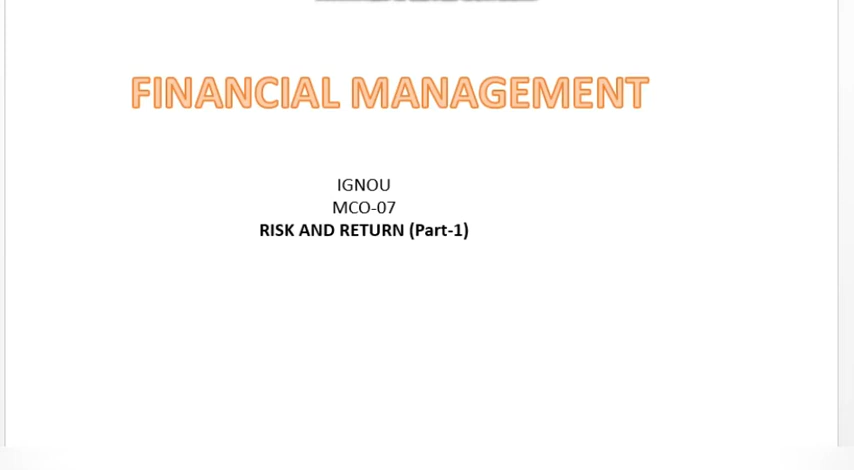 FINANCIAL MANAGEMENT
IGNOU
MCO-07
RISK AND RETURN (Part-1)